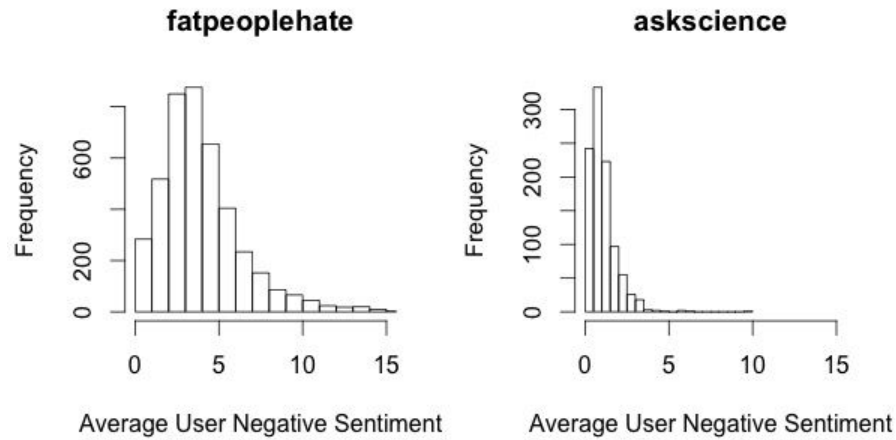 fatpeoplehate
askscience
Frequency
0
200
600
0
5
10
15
Average User Negative Sentiment
Frequency
0
100
200
300
0
5
10
15
Average User Negative Sentiment